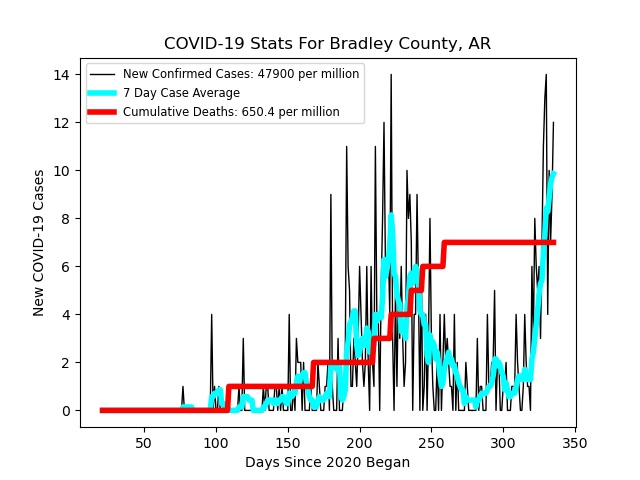 COVID-19 Stats For Bradley County, AR
New Confirmed Cases: 47900 per million
7 Day Case Average
Cumulative Deaths: 650.4 per million
New COVID-19 Cases
14
12
10
8
6
4
2
0
50 100 150 200 250 300 350
Days Since 2020 Began